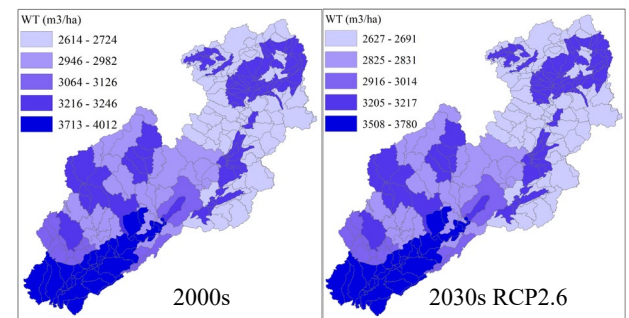 WT (m3/ha)
2614 - 2724
2946 - 2982
3064 - 3126
3216 - 3246
3713 - 4012
2000s
WT (m3/ha)
2627 - 2691
2825 - 2831
2916 - 3014
3205 - 3217
3508 - 3780
2030s RCP2.6